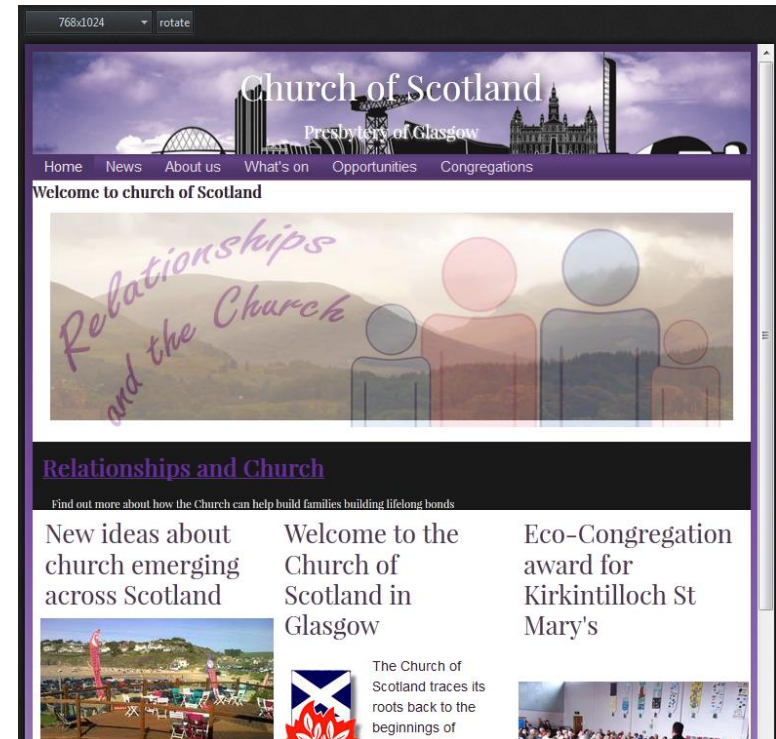 768x1024 rotate
Church of Scotland
Presbytery of Glasgow
Home News About us What's on Opportunities Congregations
Welcome to church of Scotland
Relationships
and the Church
Relationships and Church
Find out more about how the Church can help build families building lifelong bonds
New ideas about
church emerging
across Scotland
Welcome to the
Church of
Scotland in
Glasgow
The Church of
Scotland traces its
roots back to the
beginnings of
Eco-Congregation
award for
Kirkintilloch St
Mary's